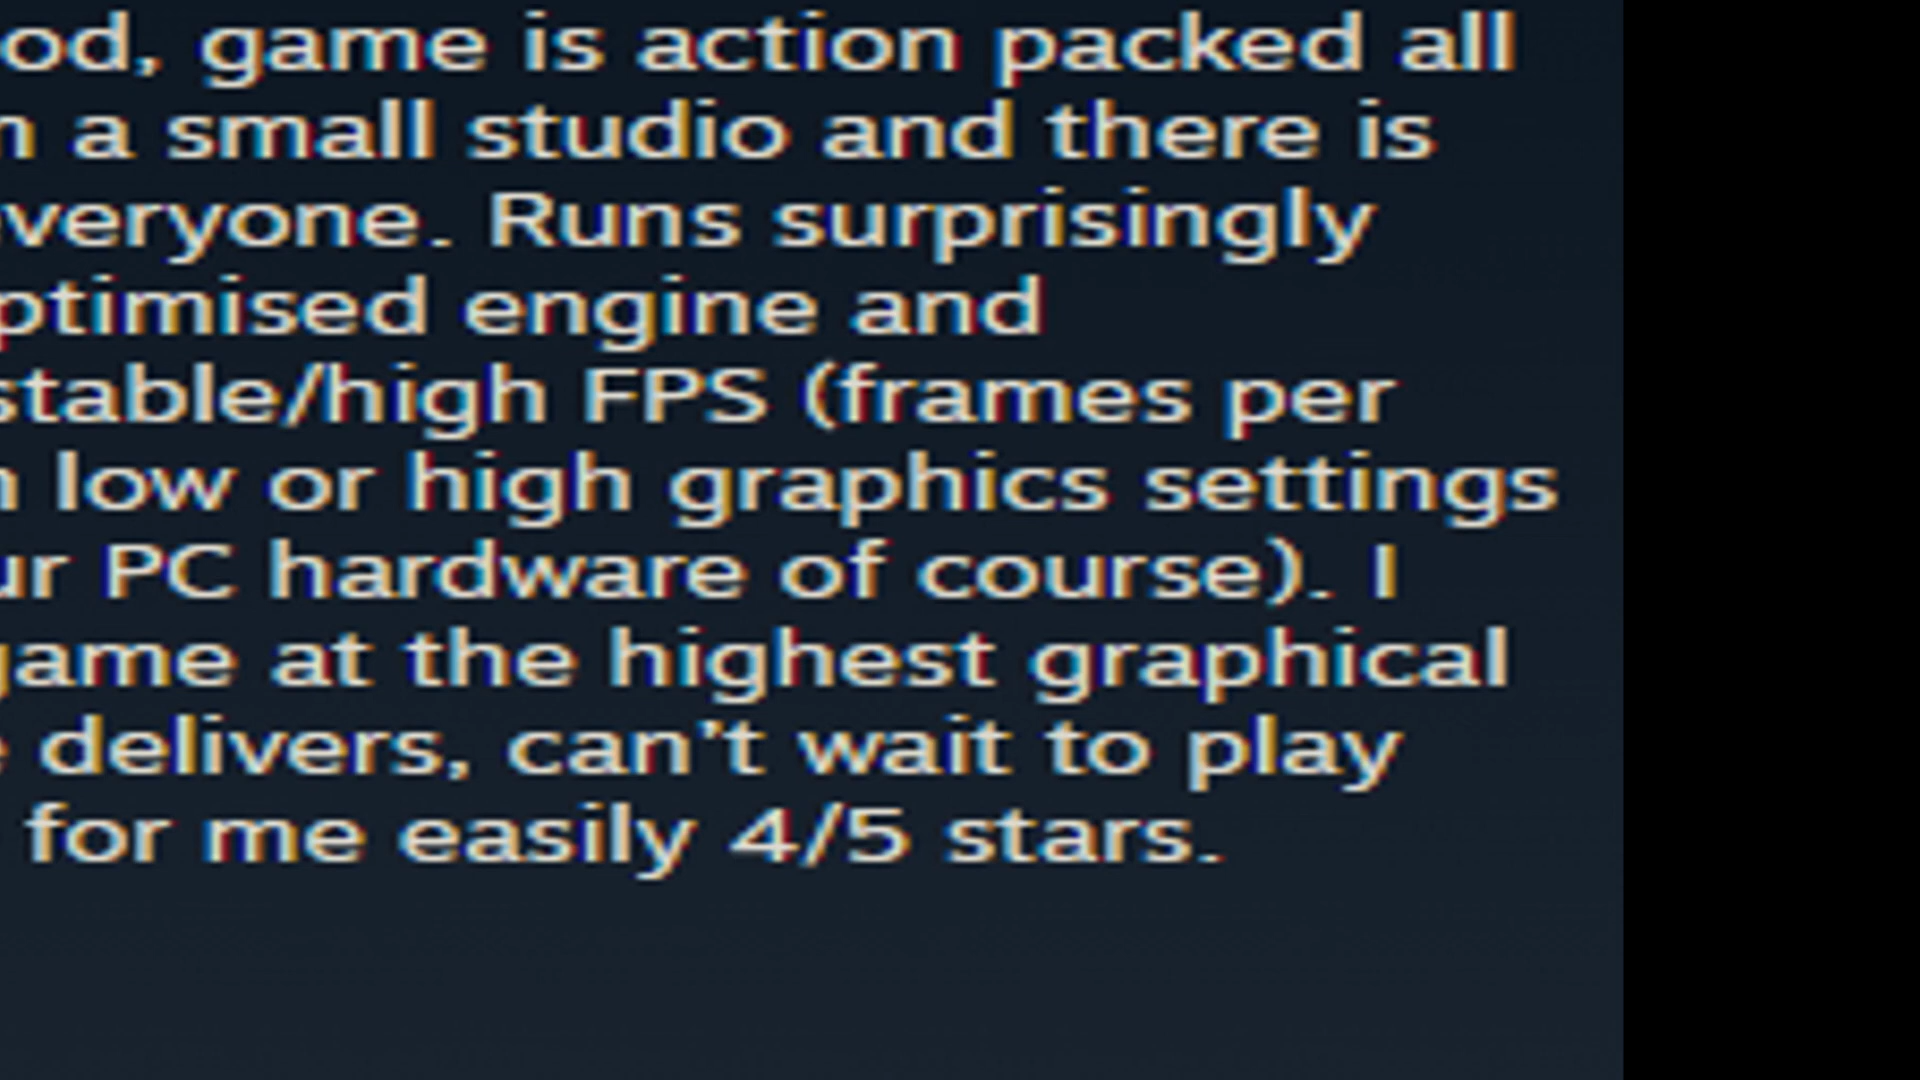 od, game is action packed all
a small studio and there is
veryone. Runs surprisingly
ptimised engine and
stable/high FPS (frames per
low or high graphics settings
ur PC hardware of course). I
game at the highest graphical
delivers, can't wait to play
for me easily 4/5 stars.